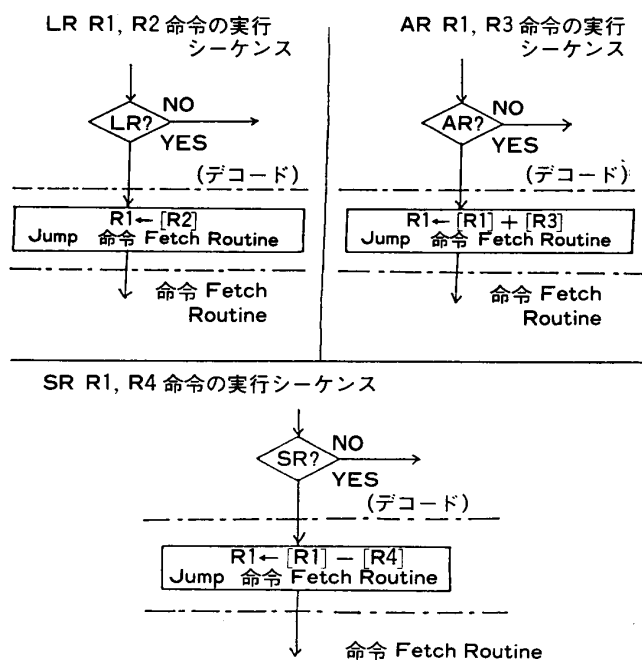 LR R1, R2 命令の実行
シーケンス
NO
LR?
YES
(デコード)
R1←[R2]
Jump 命令 Fetch Routine
命令 Fetch
Routine
AR R1, R3 命令の実行
シーケンス
NO
AR?
YES
(デコード)
R1←[R1]+[R3]
Jump 命令 Fetch Routine
命令 Fetch
Routine
SR R1, R4 命令の実行シーケンス
NO
SR?
YES
(デコード)
R1←[R1]-[R4]
Jump 命令 Fetch Routine
命令 Fetch Routine